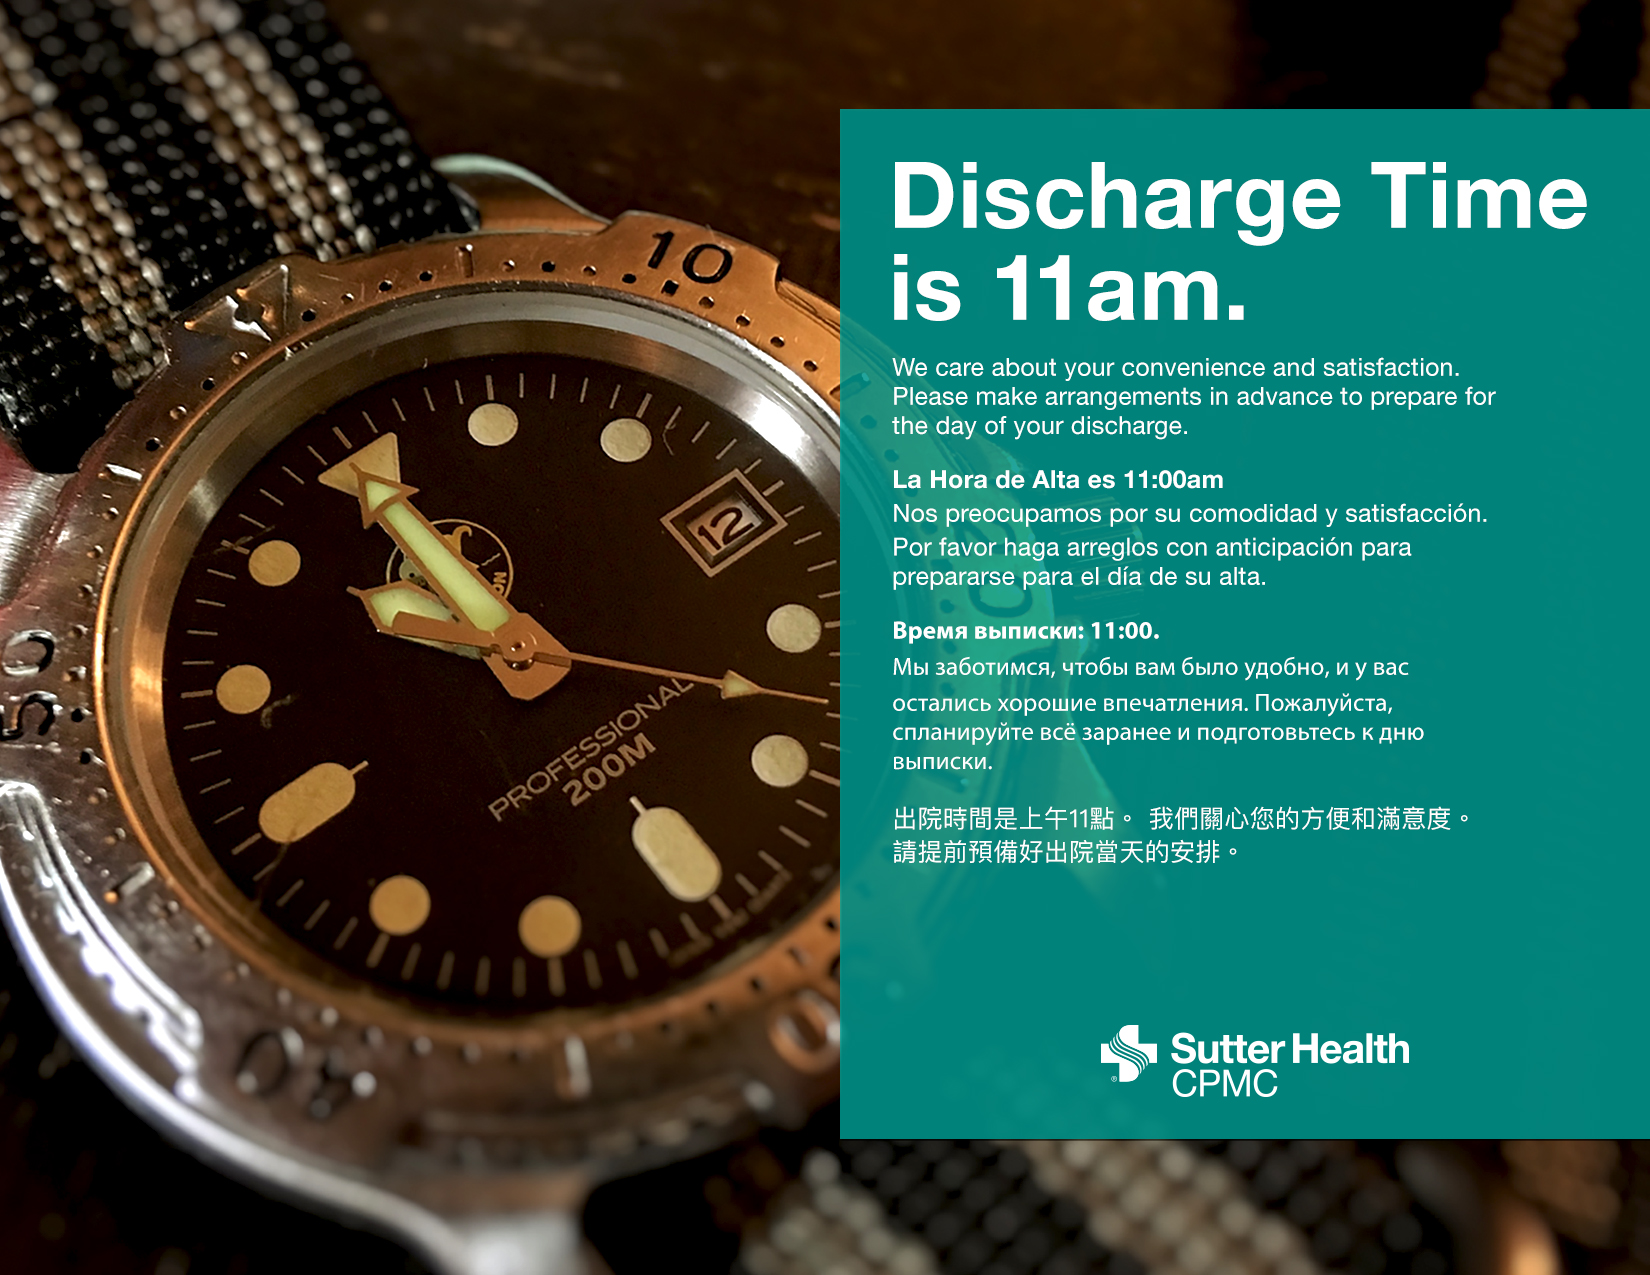 10
12
PROFESSIONAL
200M
50
Discharge Time
is 11am.
We care about your convenience and satisfaction.
Please make arrangements in advance to prepare for
the day of your discharge.
La Hora de Alta es 11:00am
Nos preocupamos por su comodidad y satisfacción.
Por favor haga arreglos con anticipación para
prepararse para el día de su alta.
Время выписки: 11:00.
Мы заботимся, чтобы вам было удобно, и у вас
остались хорошие впечатления. Пожалуйста,
спланируйте всё заранее и подготовьтесь к дню
выписки.
出院時間是上午11點。 我們關心您的方便和滿意度。
請提前預備好出院當天的安排。
Sutter Health
CPMC